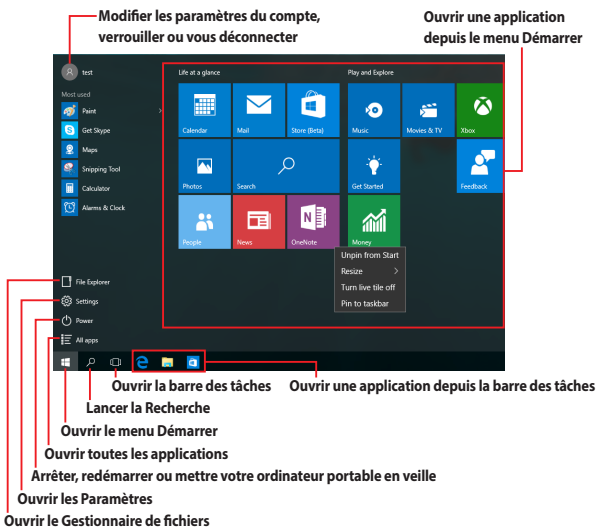 Modifier les paramètres du compte,
verrouiller ou vous déconnecter
Ouvrir une application
depuis le menu Démarrer
test
Most used
Paint
Get Skype
Maps
Snipping Tool
Calculator
Alarms & Clock
File Explorer
Settings
Power
All apps
Life at a glance
Play and Explore
Calendar
Mail
Store (Beta)
Music
Movies & TV
Xbox
Photos
Search
Get Started
Feedback
People
News
OneNote
Money
Unpin from Start
Resize
Turn live tile off
Pin to taskbar
Ouvrir la barre des tâches
Ouvrir une application depuis la barre des tâches
Lancer la Recherche
Ouvrir le menu Démarrer
Ouvrir toutes les applications
Arrêter, redémarrer ou mettre votre ordinateur portable en veille
Ouvrir les Paramètres
Ouvrir le Gestionnaire de fichiers